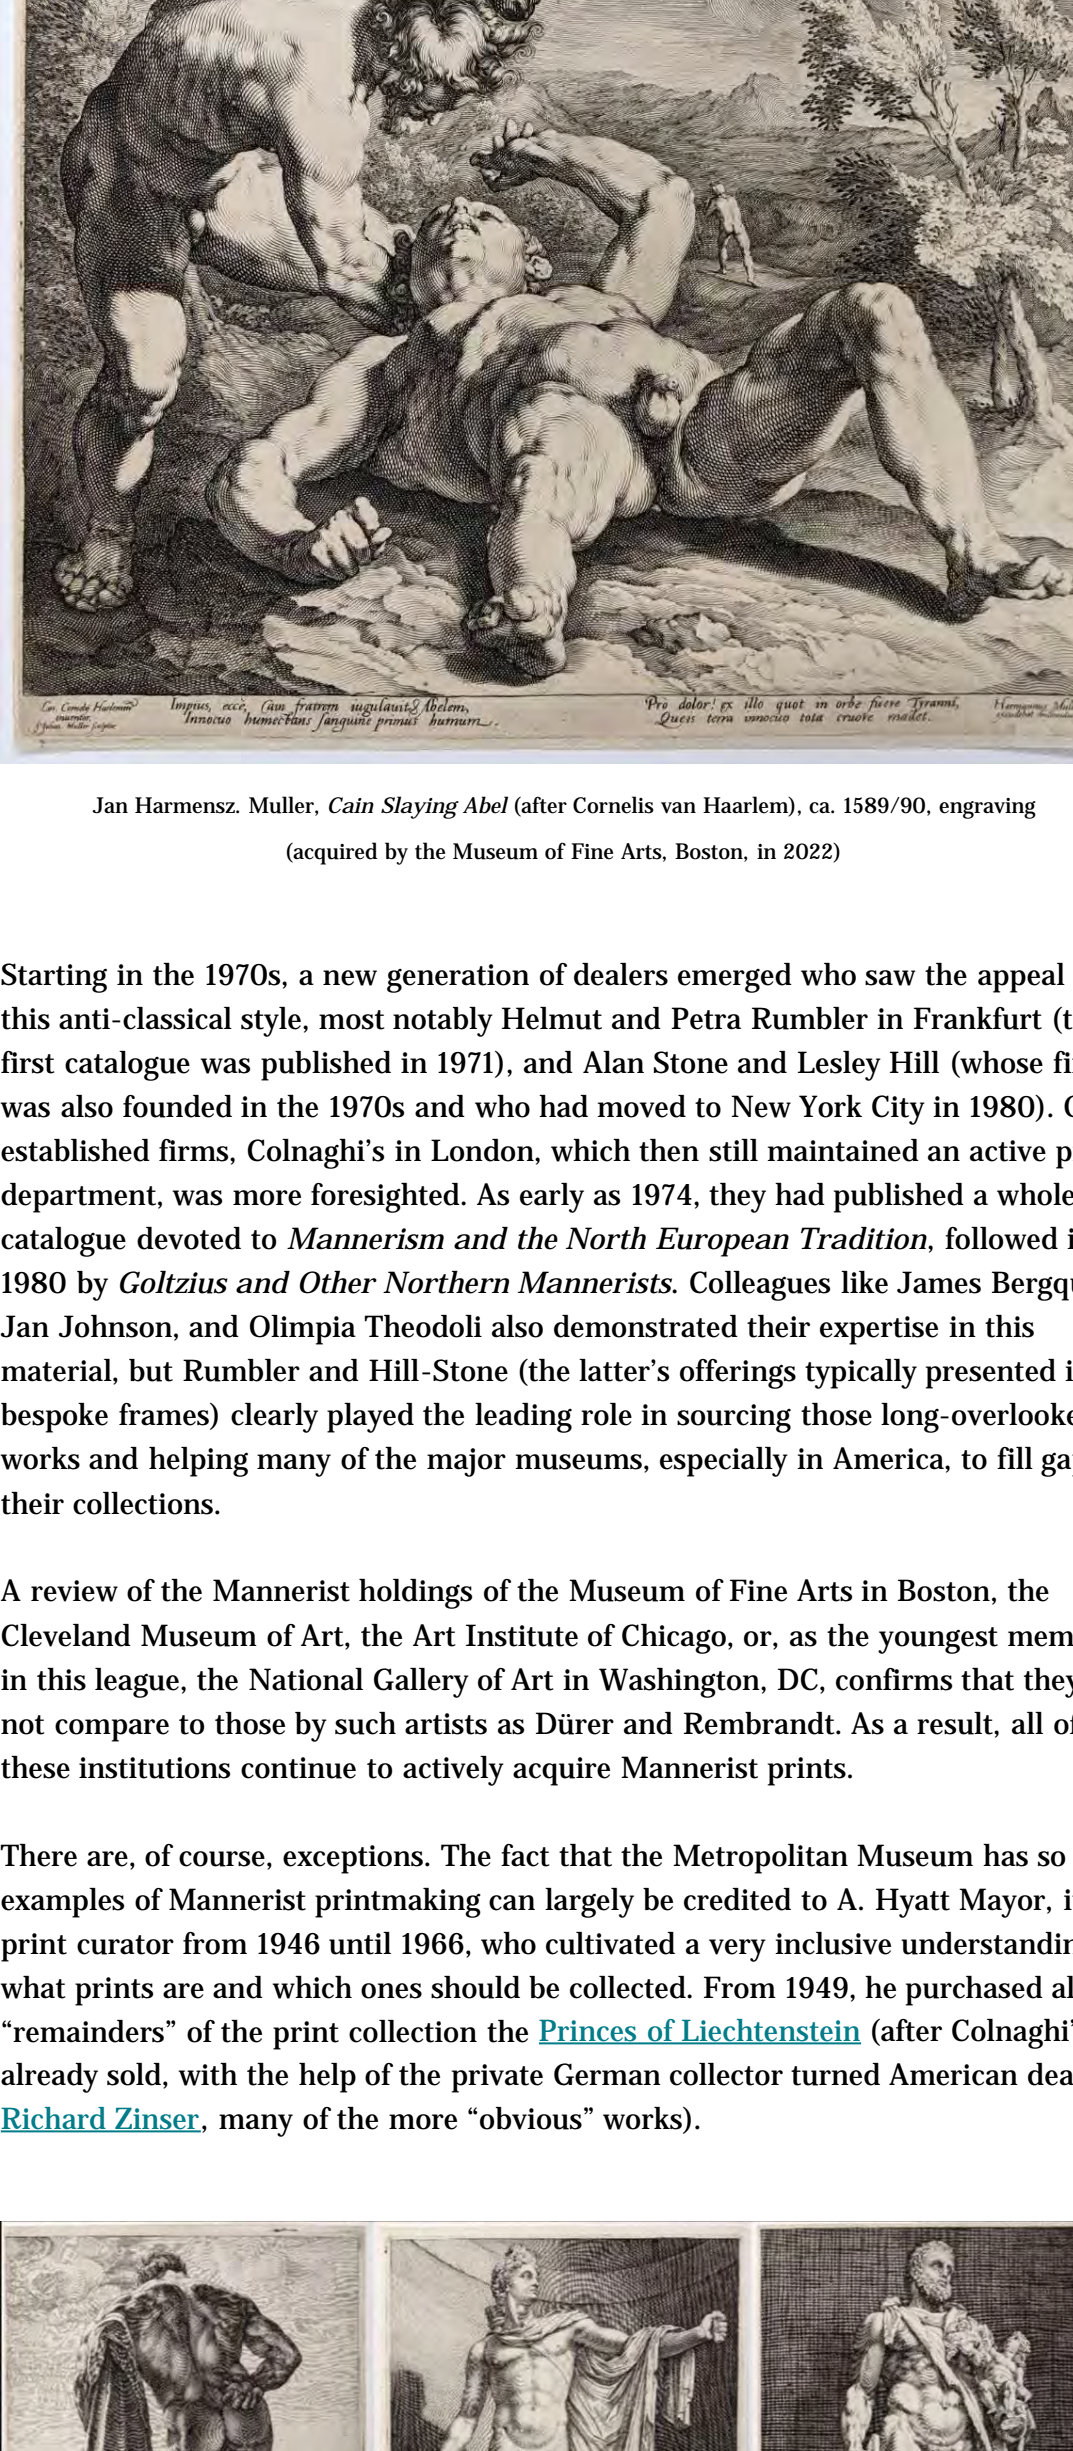 Impius, eccè, Cain fratrem iugulauit Abelem,
Innocuo humectans sanguine primus humum.
Prò dolor! ex illo quot in orbe fuere Tyranni,
Queis terra innocuo tota cruore madet.
Jan Harmensz. Muller, Cain Slaying Abel (after Cornelis van Haarlem), ca. 1589/90, engraving
(acquired by the Museum of Fine Arts, Boston, in 2022)
Starting in the 1970s, a new generation of dealers emerged who saw the appeal
this anti-classical style, most notably Helmut and Petra Rumbler in Frankfurt
first catalogue was published in 1971), and Alan Stone and Lesley Hill (whose
was also founded in the 1970s and who had moved to New York City in 1980).
established firms, Colnaghi’s in London, which then still maintained an active
department, was more foresighted. As early as 1974, they had published a whole
catalogue devoted to Mannerism and the North European Tradition, followed
1980 by Goltzius and Other Northern Mannerists. Colleagues like James
Jan Johnson, and Olimpia Theodoli also demonstrated their expertise in this
material, but Rumbler and Hill-Stone (the latter’s offerings typically presented
bespoke frames) clearly played the leading role in sourcing those
works and helping many of the major museums, especially in America, to fill
their collections.
A review of the Mannerist holdings of the Museum of Fine Arts in Boston, the
Cleveland Museum of Art, the Art Institute of Chicago, or, as the youngest
in this league, the National Gallery of Art in Washington, DC, confirms that
not compare to those by such artists as Dürer and Rembrandt. As a result, all of
these institutions continue to actively acquire Mannerist prints.
There are, of course, exceptions. The fact that the Metropolitan Museum has so
examples of Mannerist printmaking can largely be credited to A. Hyatt Mayor,
print curator from 1946 until 1966, who cultivated a very inclusive
what prints are and which ones should be collected. From 1949, he purchased
“remainders” of the print collection the Princes of Liechtenstein (after Colnaghi’
already sold, with the help of the private German collector turned American
Richard Zinser, many of the more “obvious” works).